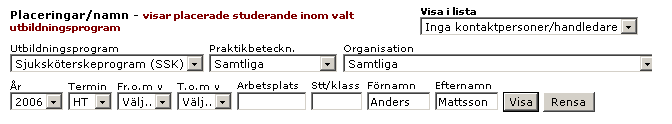 Placeringar/namn - visar placerade studerande inom valt
utbildningsprogram
Visa i lista
Inga kontaktpersoner/handledare
Utbildningsprogram Praktikbeteckn. Organisation
Sjuksköterskeprogram (SSK) Samtliga Samtliga
År Termin Fr.o.m v T.o.m v Arbetsplats Stt/klass Förnamn Efternamn
2006 HT Välj.. Välj.. Anders Mattsson Visa Rensa